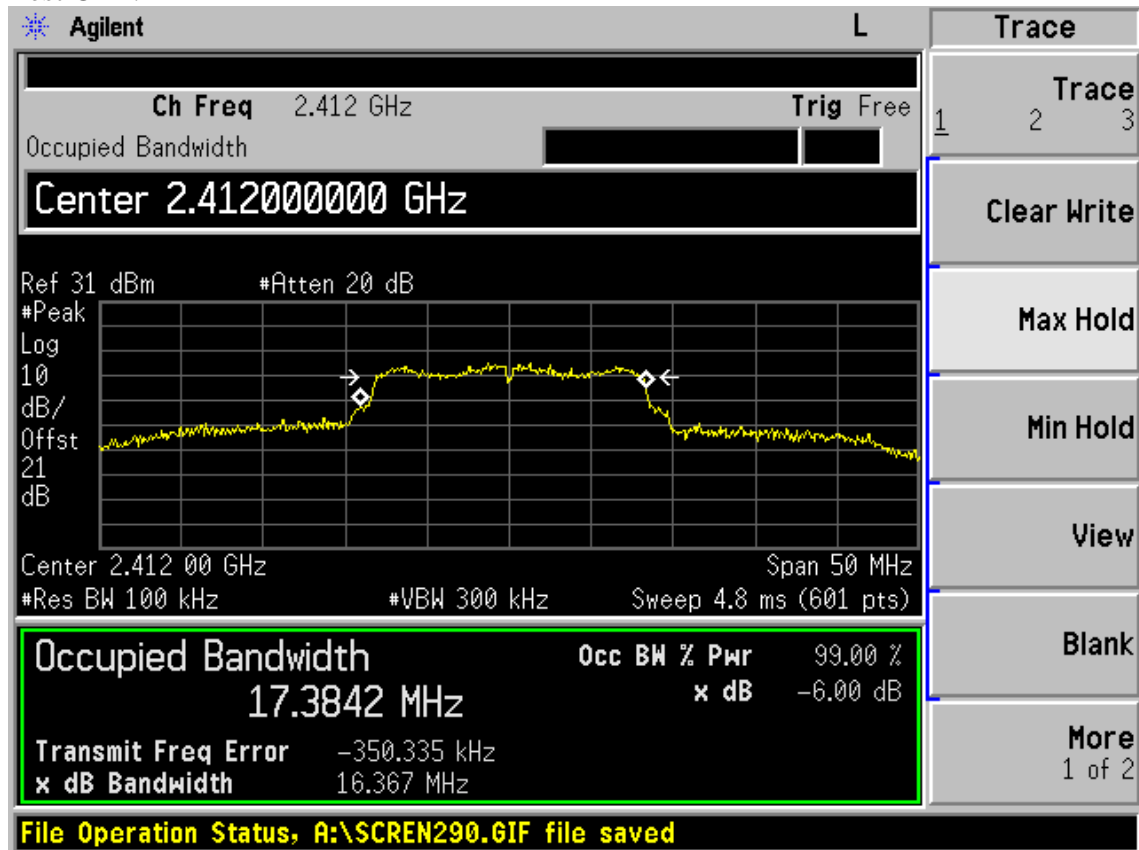 Agilent L Trace
Ch Freq 2.412 GHz Trig Free
Occupied Bandwidth
Center 2.412000000 GHz
Ref 31 dBm #Atten 20 dB
#Peak
Log
10
dB/
Offst
21
dB
Center 2.412 00 GHz Span 50 MHz
#Res BW 100 kHz #VBW 300 kHz Sweep 4.8 ms (601 pts)
Occupied Bandwidth
17.3842 MHz
Occ BW % Pwr 99.00 %
x dB -6.00 dB
Transmit Freq Error -350.335 kHz
x dB Bandwidth 16.367 MHz
Trace
1 2 3
Clear Write
Max Hold
Min Hold
View
Blank
More
1 of 2
File Operation Status, A:\SCREN290.GIF file saved